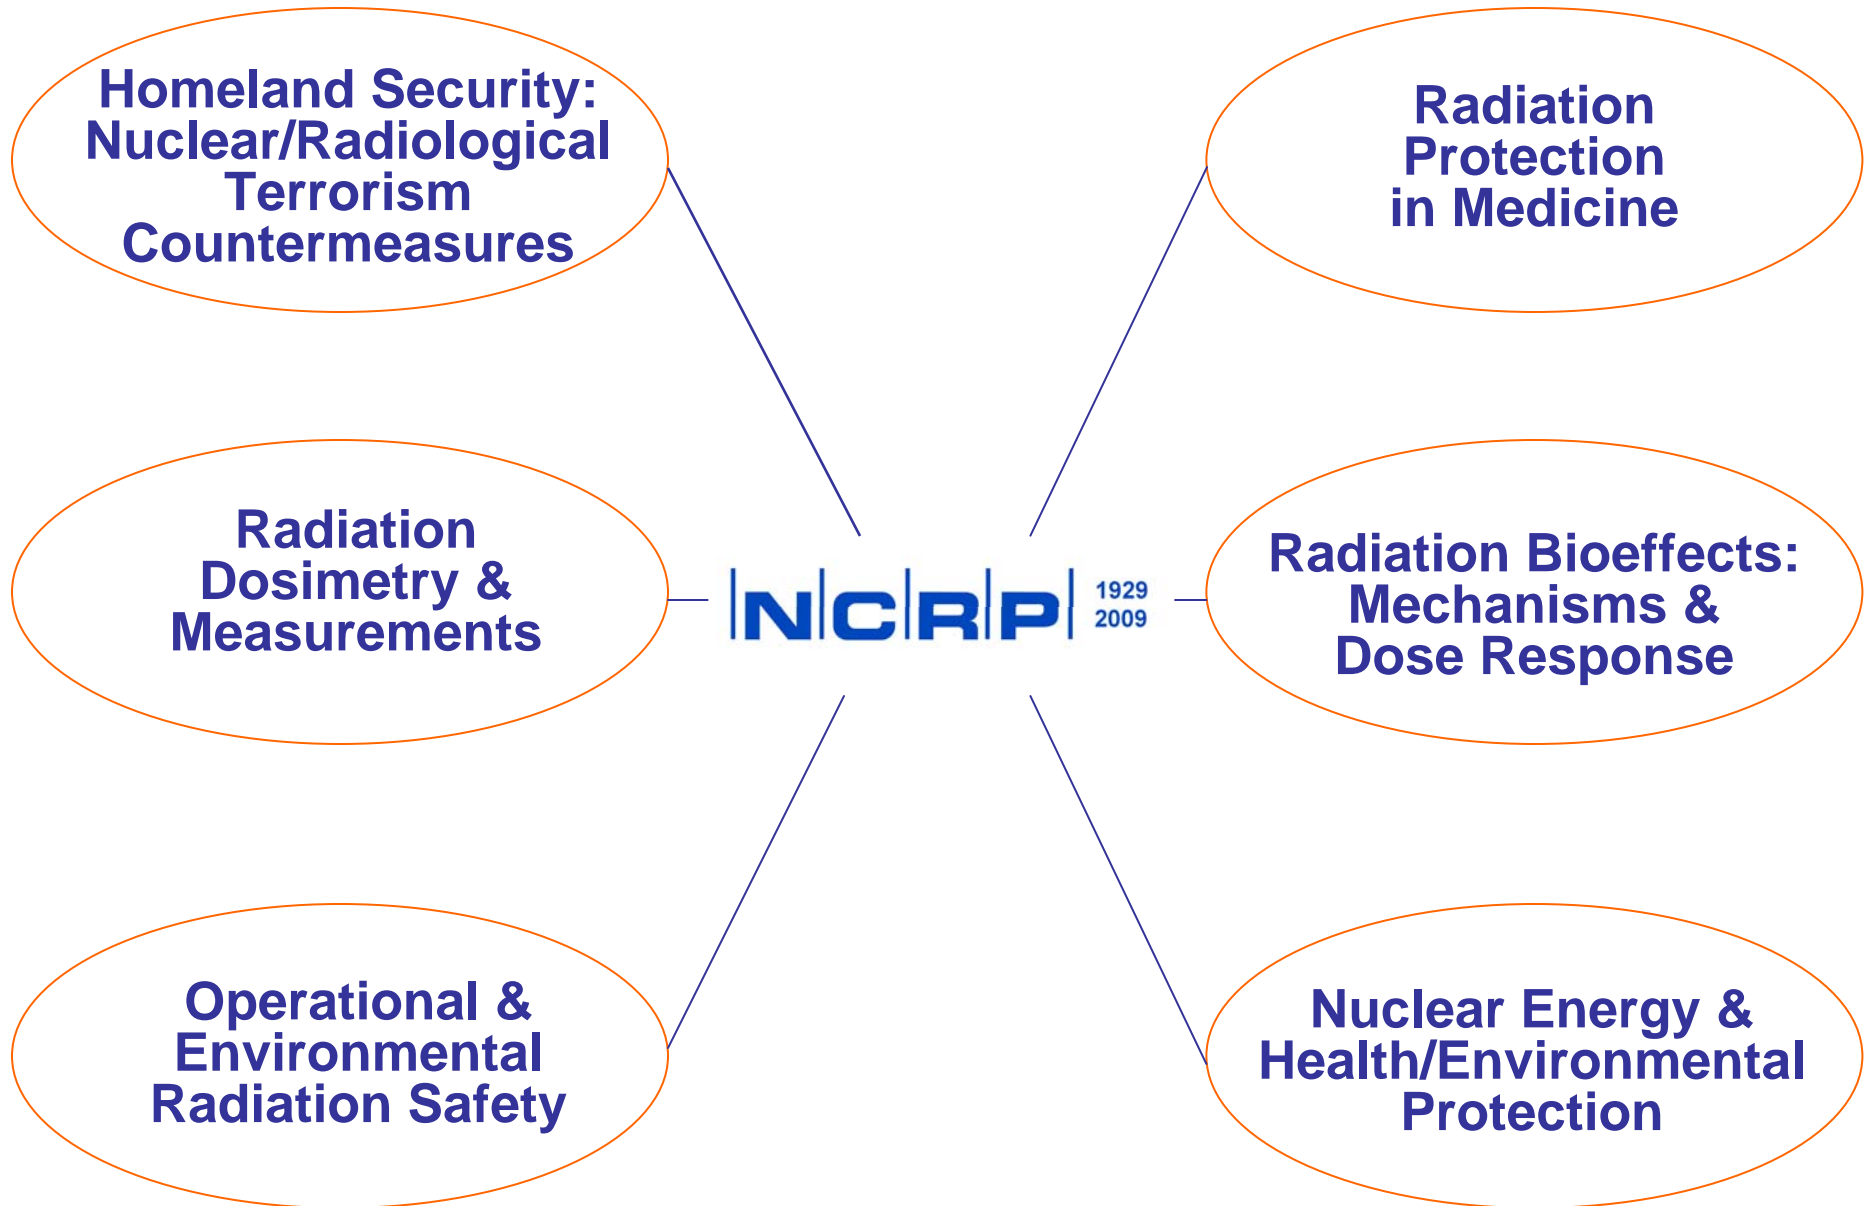 Homeland Security:
Nuclear/Radiological
Terrorism
Countermeasures
Radiation
Protection
in Medicine
Radiation
Dosimetry &
Measurements
NCRP
1929
2009
Radiation Bioeffects:
Mechanisms &
Dose Response
Operational &
Environmental
Radiation Safety
Nuclear Energy &
Health/Environmental
Protection